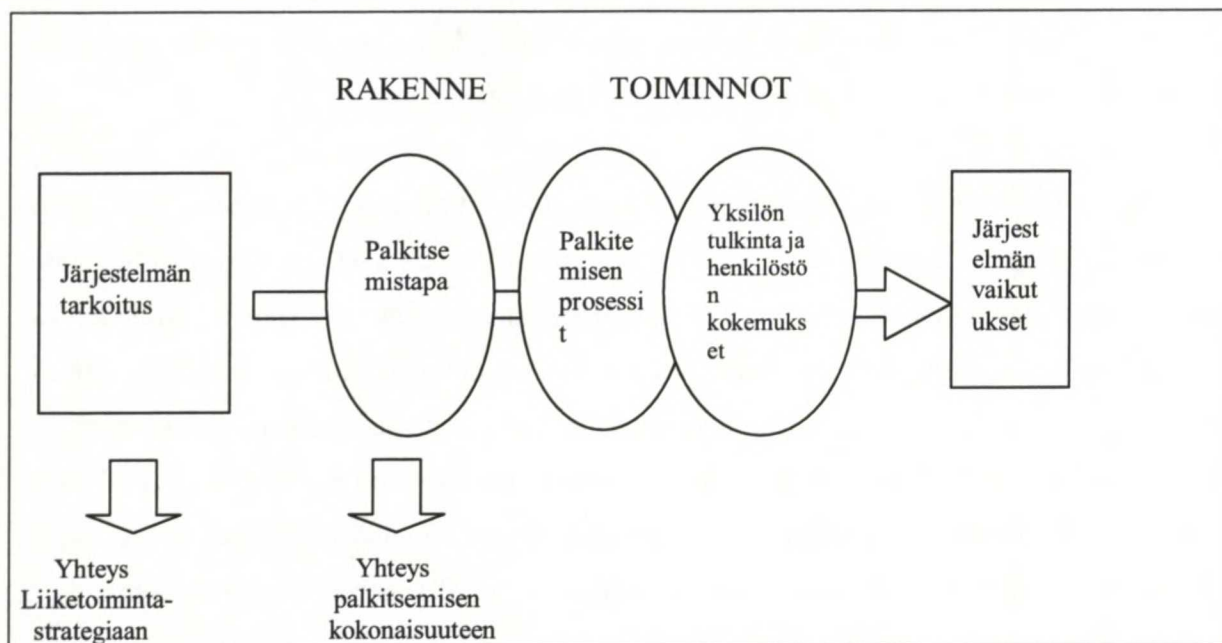 RAKENNE
TOIMINNOT
Järjestelmän
tarkoitus
Palkitse
mistapa
Palkite
misen
prosessi
t
Yksilön
tulkinta ja
henkilöstö
n
kokemuks
et
Järjest
elmän
vaikut
ukset
Yhteys
Liiketoiminta-
strategiaan
Yhteys
palkitsemisen
kokonaisuuteen